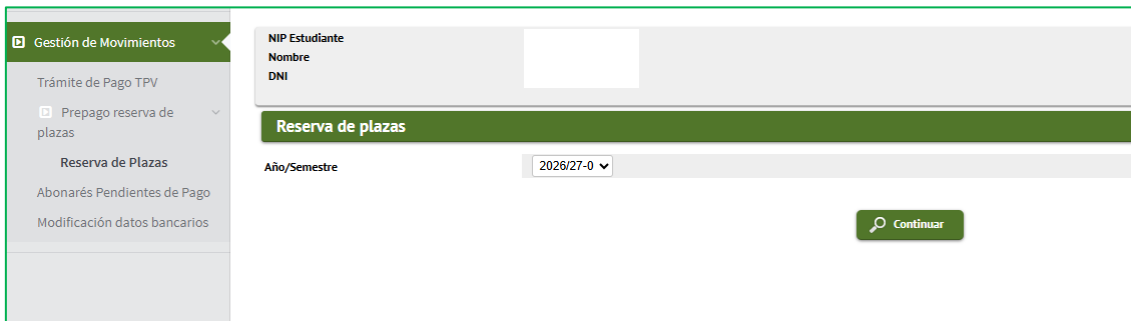 Gestión de Movimientos
Trámite de Pago TPV
Prepago reserva de
plazas
Reserva de Plazas
Abonarés Pendientes de Pago
Modificación datos bancarios
NIP Estudiante
Nombre
DNI
Reserva de plazas
Año/Semestre
2026/27-0
Continuar